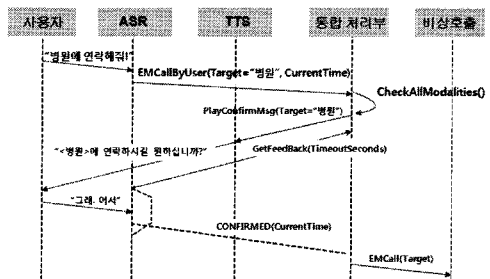 사용자 ASR TTS 통합 처리부 비상호출
"병원에 연락해줘!"
EMCallByUser(Target="병원", CurrentTime)
CheckAllModalities()
PlayConfirmMsg(Target="병원")
"<병원>에 연락하시길 원하십니까?"
GetFeedBack(TimeoutSeconds)
"그래. 어서"
CONFIRMED(CurrentTime)
EMCall(Target)